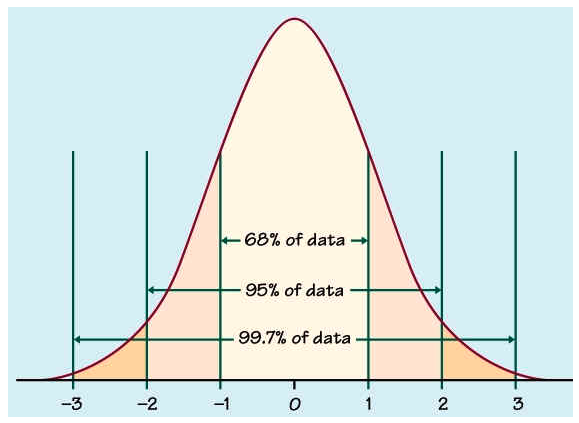 68% of data
95% of data
99.7% of data
-3 -2 -1 0 1 2 3